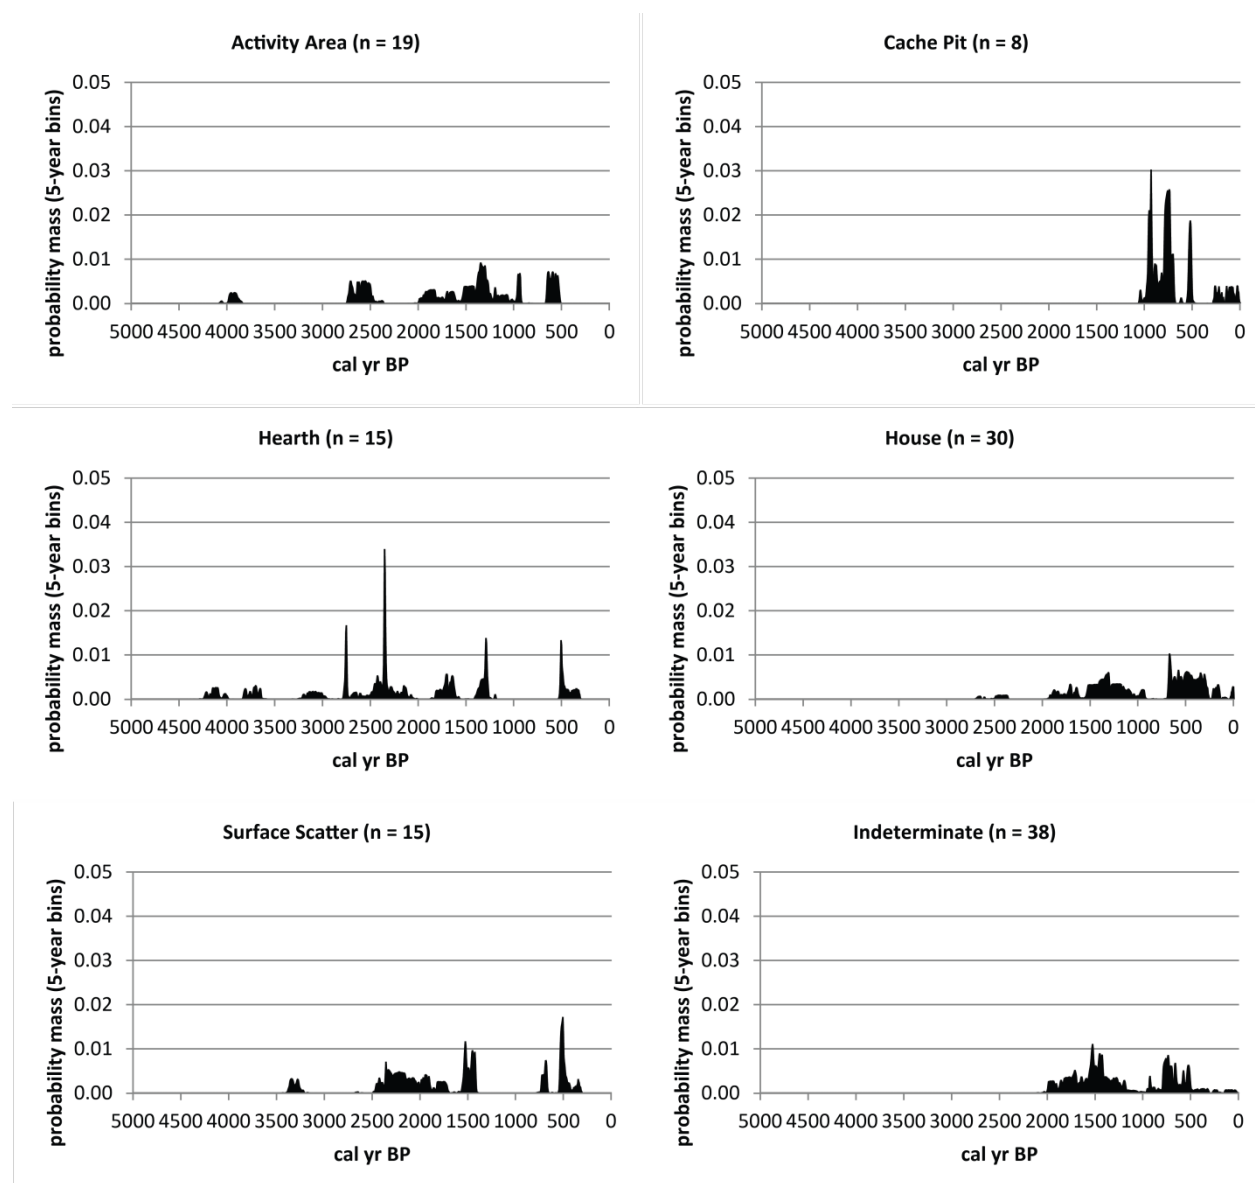 Activity Area (n = 19)
probability mass (5-year bins)
0.05
0.04
0.03
0.02
0.01
0.00
5000 4500 4000 3500 3000 2500 2000 1500 1000 500 0
cal yr BP
Cache Pit (n = 8)
probability mass (5-year bins)
0.05
0.04
0.03
0.02
0.01
0.00
5000 4500 4000 3500 3000 2500 2000 1500 1000 500 0
cal yr BP
Hearth (n = 15)
probability mass (5-year bins)
0.05
0.04
0.03
0.02
0.01
0.00
5000 4500 4000 3500 3000 2500 2000 1500 1000 500 0
cal yr BP
House (n = 30)
probability mass (5-year bins)
0.05
0.04
0.03
0.02
0.01
0.00
5000 4500 4000 3500 3000 2500 2000 1500 1000 500 0
cal yr BP
Surface Scatter (n = 15)
probability mass (5-year bins)
0.05
0.04
0.03
0.02
0.01
0.00
5000 4500 4000 3500 3000 2500 2000 1500 1000 500 0
cal yr BP
Indeterminate (n = 38)
probability mass (5-year bins)
0.05
0.04
0.03
0.02
0.01
0.00
5000 4500 4000 3500 3000 2500 2000 1500 1000 500 0
cal yr BP